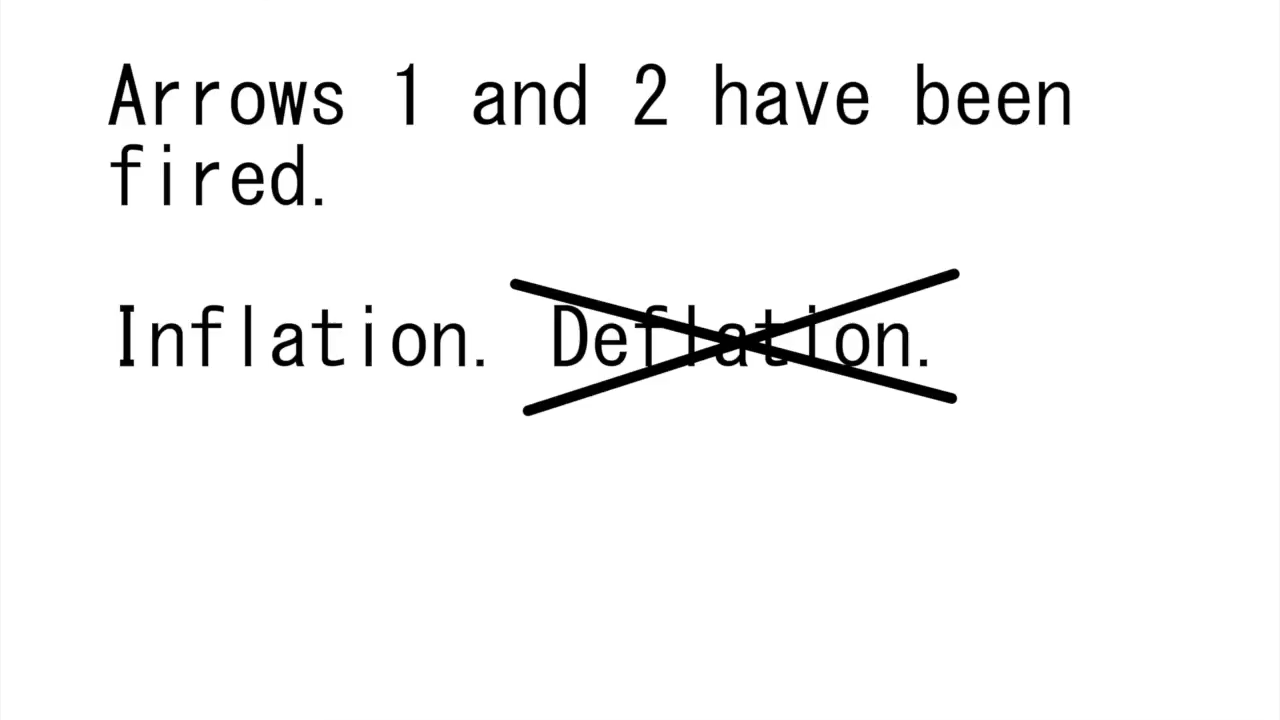 Arrows 1 and 2 have been
fired.
Inflation. Deflation.